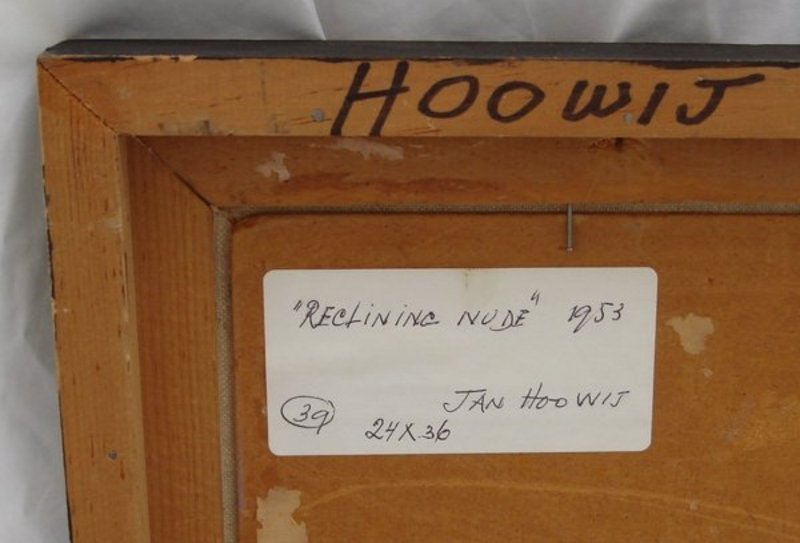 HOOWIJ
"RECLINING NUDE" 1953
JAN HOOWIJ
39
24X36